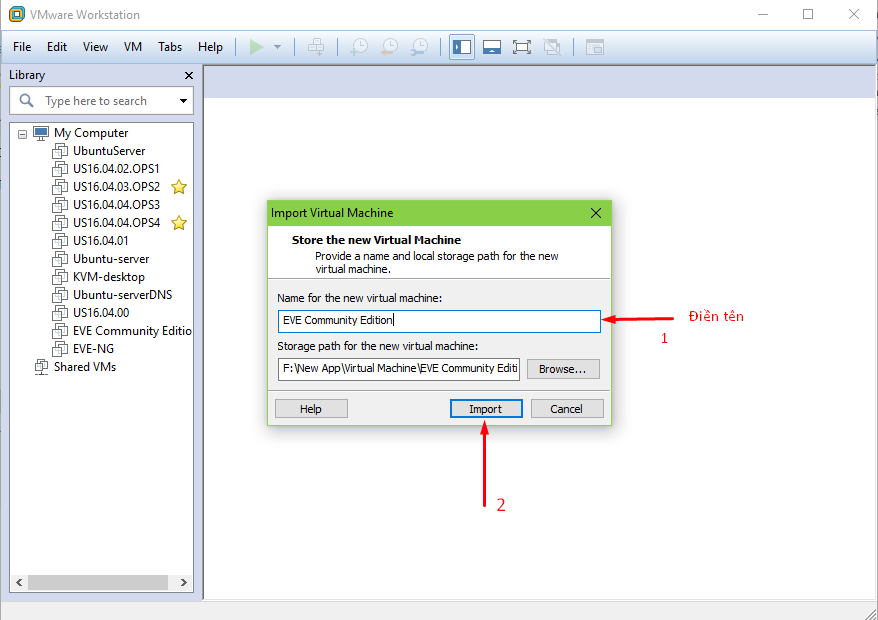 VMware Workstation
File Edit View VM Tabs Help
Library
Type here to search
My Computer
UbuntuServer
US16.04.02.OPS1
US16.04.03.OPS2
US16.04.04.OPS3
US16.04.04.OPS4
US16.04.01
Ubuntu-server
KVM-desktop
Ubuntu-serverDNS
US16.04.00
EVE Community Editio
EVE-NG
Shared VMs
Import Virtual Machine
Store the new Virtual Machine
Provide a name and local storage path for the new
virtual machine.
Name for the new virtual machine:
EVE Community Edition
Điền tên
1
Storage path for the new virtual machine:
F:\New App\Virtual Machine\EVE Community Editi
Browse...
Help Import Cancel
2